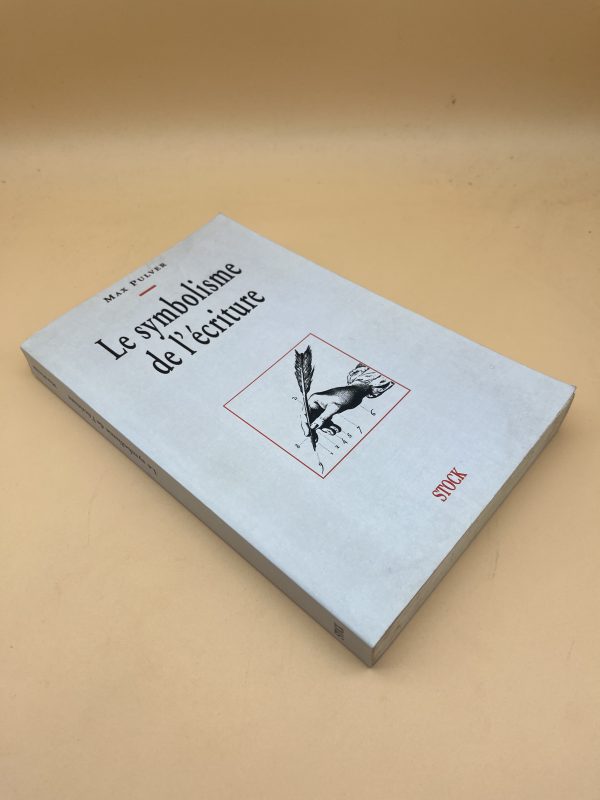 MAX PULVER
Le symbolisme
de l'écriture
STOCK